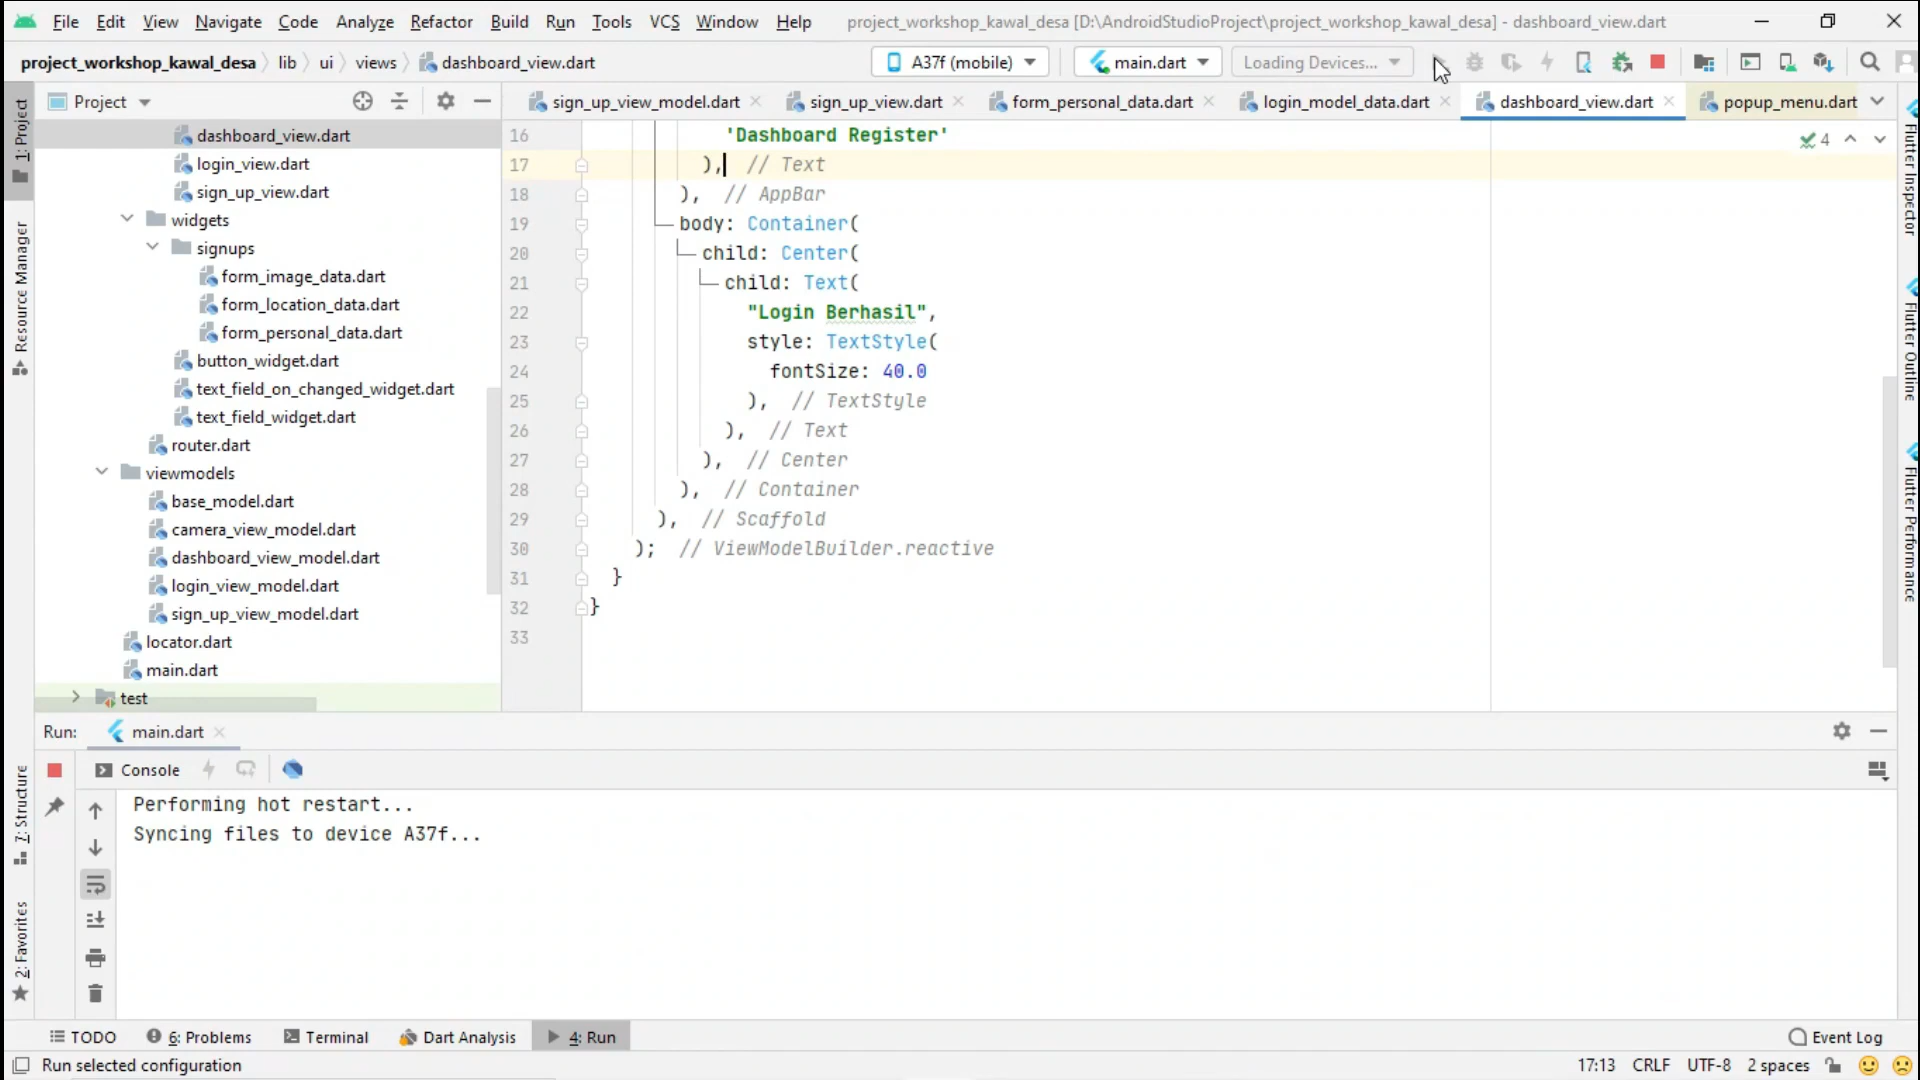 File Edit View Navigate Code Analyze Refactor Build Run Tools VCS Window Help project_workshop_kawal_desa [D:\AndroidStudioProject\project_workshop_kawal_desa] - dashboard_view.dart
project_workshop_kawal_desa lib ui views dashboard_view.dart A37f (mobile) main.dart Loading Devices...
1: Project
Resource Manager
7: Structure
2: Favorites
Project
dashboard_view.dart
login_view.dart
sign_up_view.dart
widgets
signups
form_image_data.dart
form_location_data.dart
form_personal_data.dart
button_widget.dart
text_field_on_changed_widget.dart
text_field_widget.dart
router.dart
viewmodels
base_model.dart
camera_view_model.dart
dashboard_view_model.dart
login_view_model.dart
sign_up_view_model.dart
locator.dart
main.dart
test
sign_up_view_model.dart sign_up_view.dart form_personal_data.dart login_model_data.dart dashboard_view.dart popup_menu.dart
4
16 'Dashboard Register'
17 ), // Text
18 ), // AppBar
19 body: Container(
20 child: Center(
21 child: Text(
22 "Login Berhasil",
23 style: TextStyle(
24 fontSize: 40.0
25 ), // TextStyle
26 ), // Text
27 ), // Center
28 ), // Container
29 ), // Scaffold
30 ); // ViewModelBuilder.reactive
31 }
32 }
33
Flutter Inspector
Flutter Outline
Flutter Performance
Run: main.dart
Console
Performing hot restart...
Syncing files to device A37f...
TODO 6: Problems Terminal Dart Analysis 4: Run Event Log
Run selected configuration 17:13 CRLF UTF-8 2 spaces